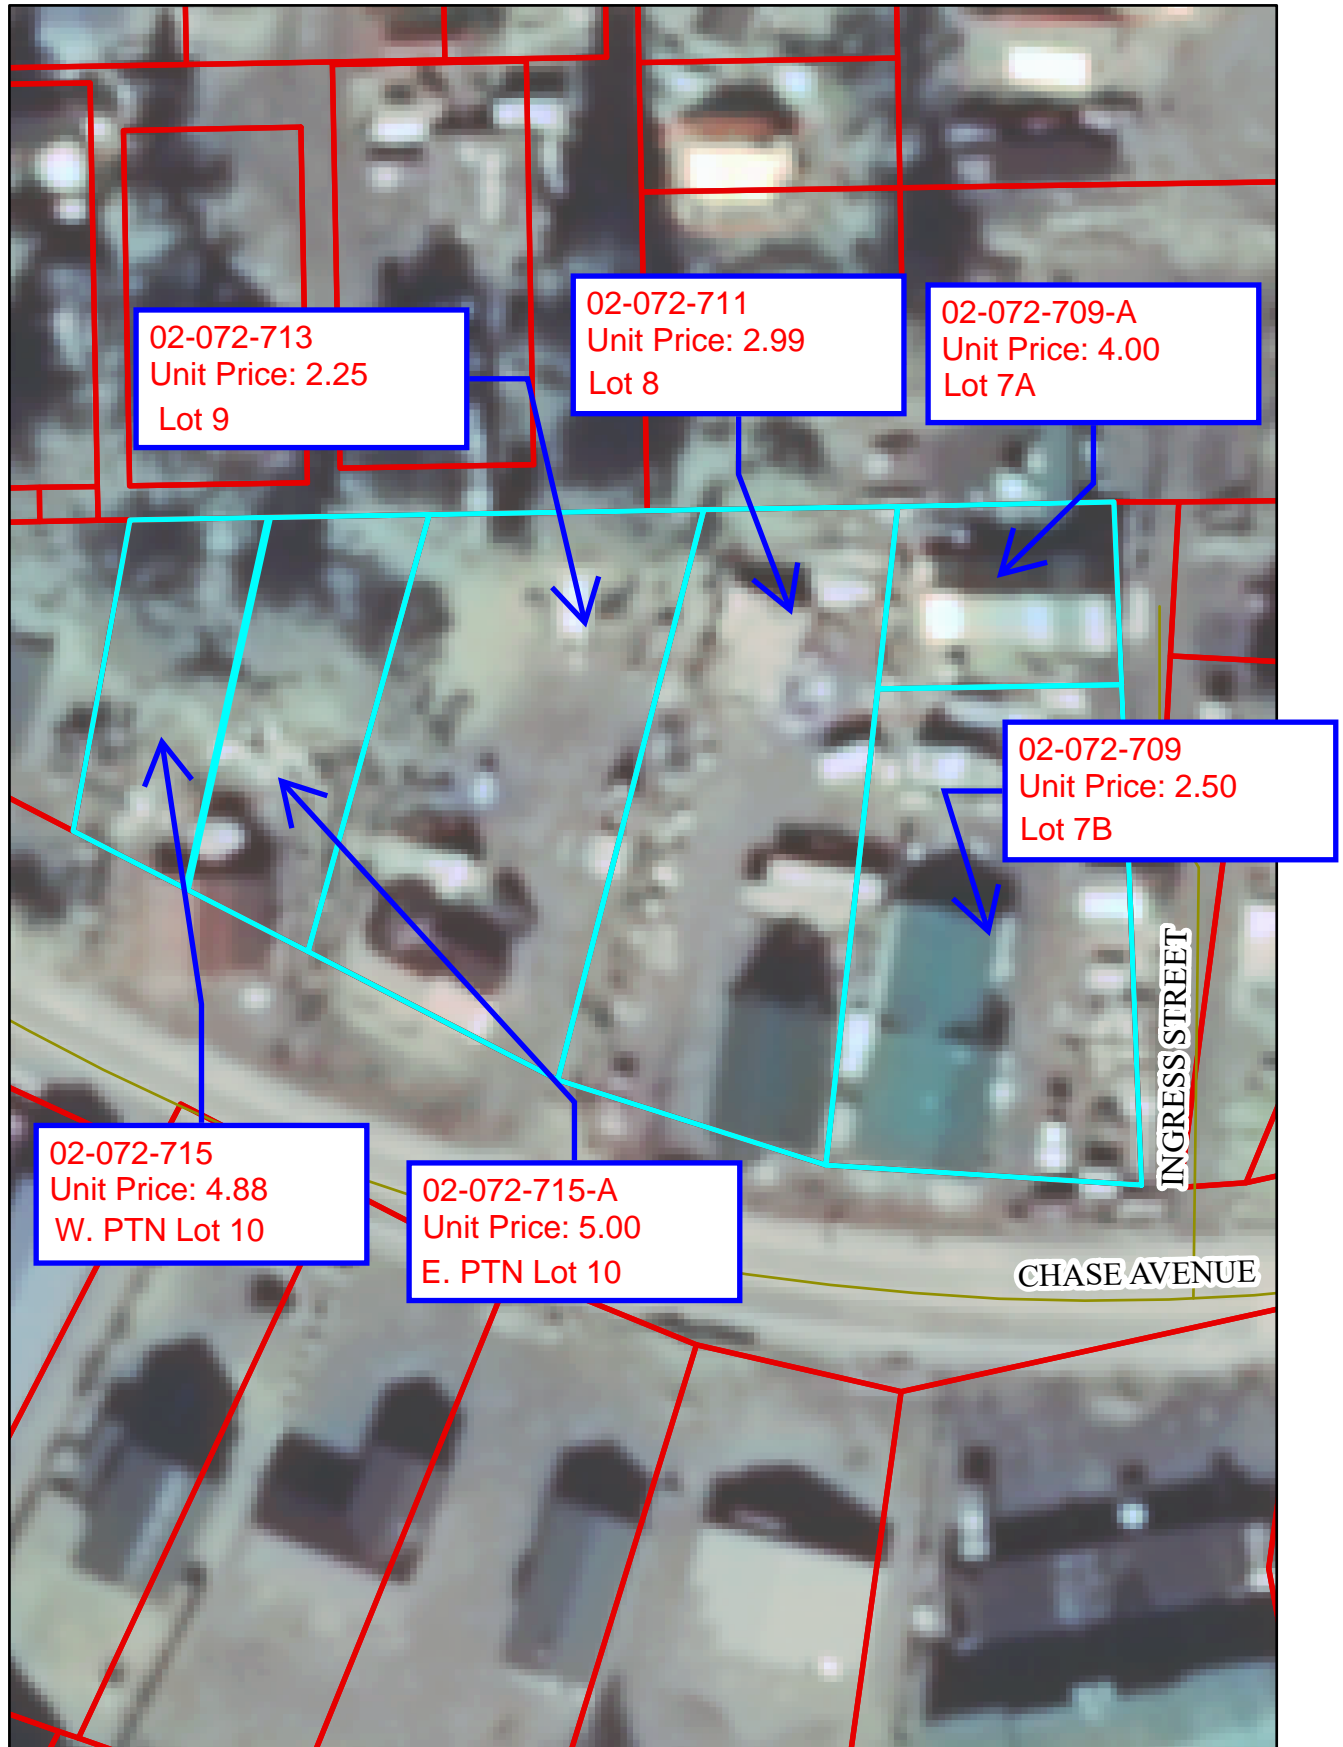 02-072-713
Unit Price: 2.25
Lot 9
02-072-711
Unit Price: 2.99
Lot 8
02-072-709-A
Unit Price: 4.00
Lot 7A
02-072-709
Unit Price: 2.50
Lot 7B
INGRESS STREET
02-072-715
Unit Price: 4.88
W. PTN Lot 10
02-072-715-A
Unit Price: 5.00
E. PTN Lot 10
CHASE AVENUE